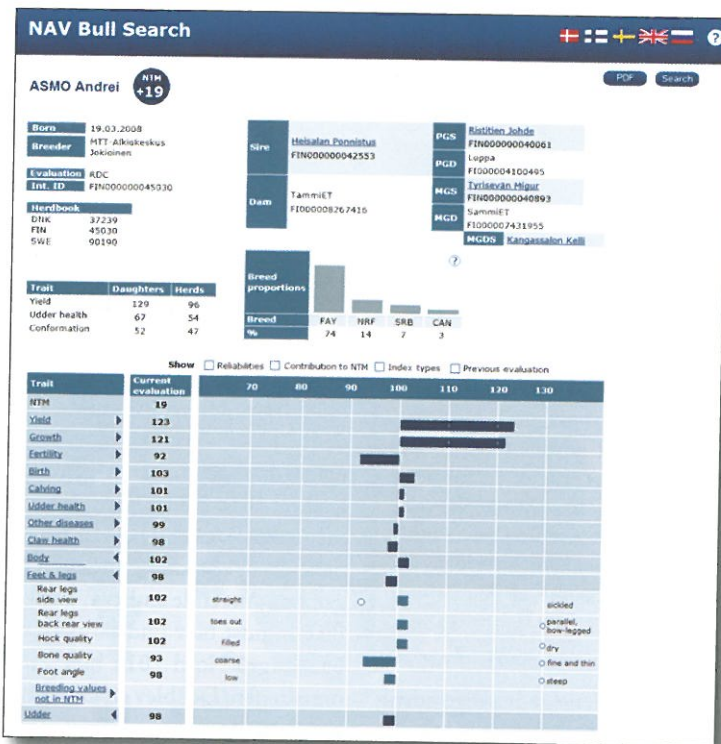 NAV Bull Search
?
PDF Search
ASMO Andrei NTM +19
Born 19.03.2008
Breeder MTT-Alkiokeskus Jokioinen
Evaluation RDC
Int. ID FIN000000045030
Herdbook
DNK 37239
FIN 45030
SWE 90190
Sire Heisalan Ponnistus
FIN000000042553
Dam TammiET
FI000008267416
PGS Ristitien Johde
FIN000000040061
PGD Luppa
FI000004100495
MGS Tyrisevän Migur
FIN000000040893
MGD SammiET
FI000007431955
MGDS Kangassalon Kelli
Trait Daughters Herds
Yield 129 96
Udder health 67 54
Conformation 52 47
Breed proportions
?
Breed FAY NRF SRB CAN
% 74 14 7 3
Show Reliabilities Contribution to NTM Index types Previous evaluation
Trait Current evaluation 70 80 90 100 110 120 130
NTM 19
Yield 123
Growth 121
Fertility 92
Birth 103
Calving 101
Udder health 101
Other diseases 99
Claw health 98
Body 102
Feet & legs 98
Rear legs side view 102 straight sickled
Rear legs back rear view 102 toes out parallel, bow-legged
Hock quality 102 filled dry
Bone quality 93 coarse fine and thin
Foot angle 98 low steep
Breeding values not in NTM
Udder 98